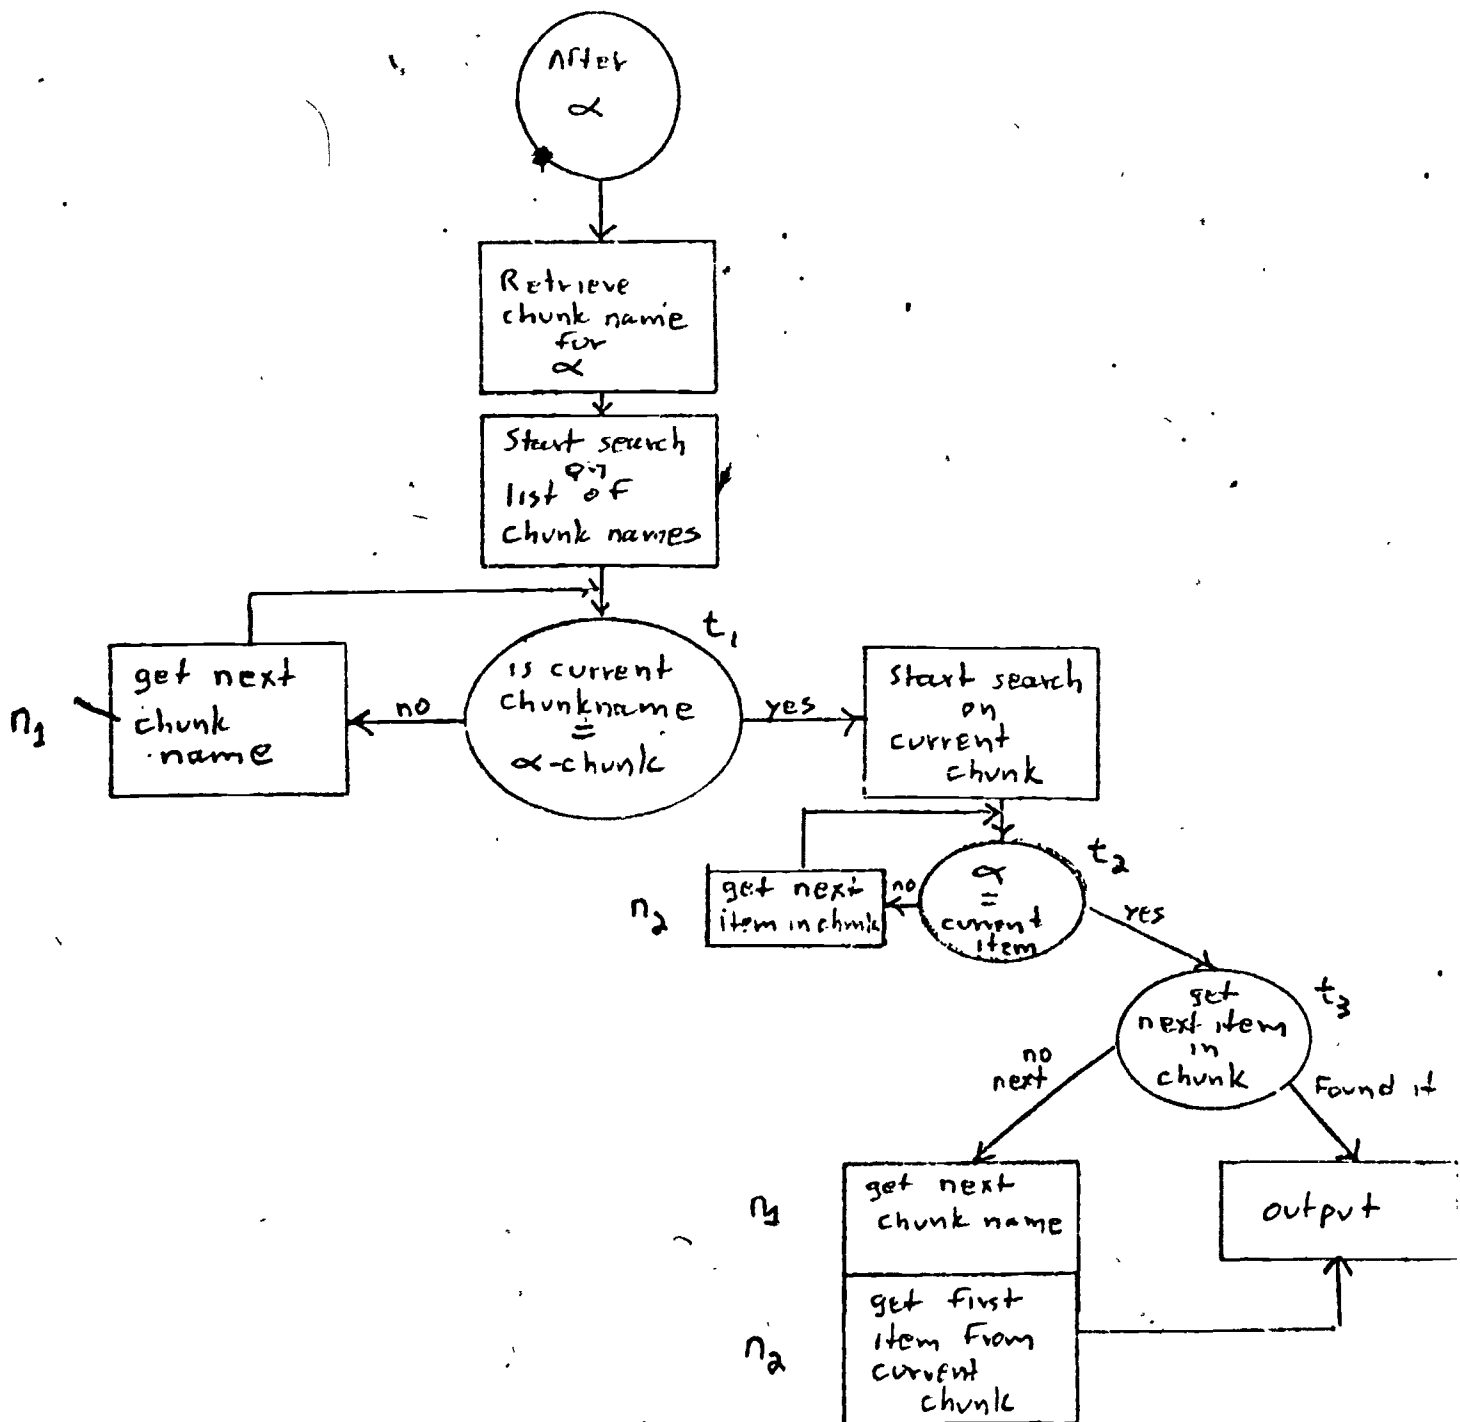 After
α
Retrieve
chunk name
for
α
Start search
on
list of
chunk names
t₁
is current
chunkname
=
α-chunk
no
yes
n₁
get next
chunk
name
Start search
on
current
chunk
t₂
α
=
current
item
no
yes
n₂
get next
item in chunk
t₃
get
next item
in
chunk
no
next
Found it
n₁
get next
chunk name
output
n₂
get first
item from
current
chunk